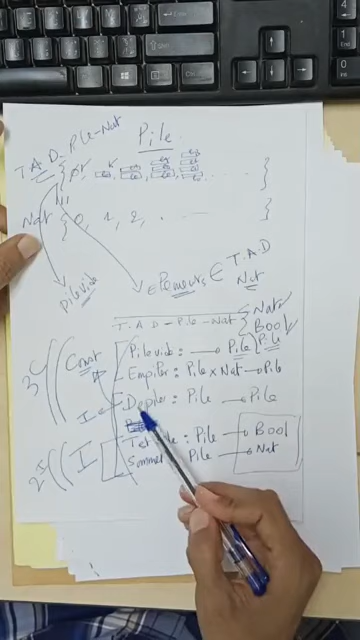 Pile
T.A.D_Pile-Nat
{∅,
Nat {0, 1, 2, . . }
Pilevide
elements ∈ T.A.D
Nat
T.A.D-Pile-Nat
Nat
Bool
Pile
Const
Pilevide: → Pile
Empiler: Pile x Nat → Pile
I
Depiler: Pile → Pile
I
: Pile → Bool
Sommet Pile → Nat